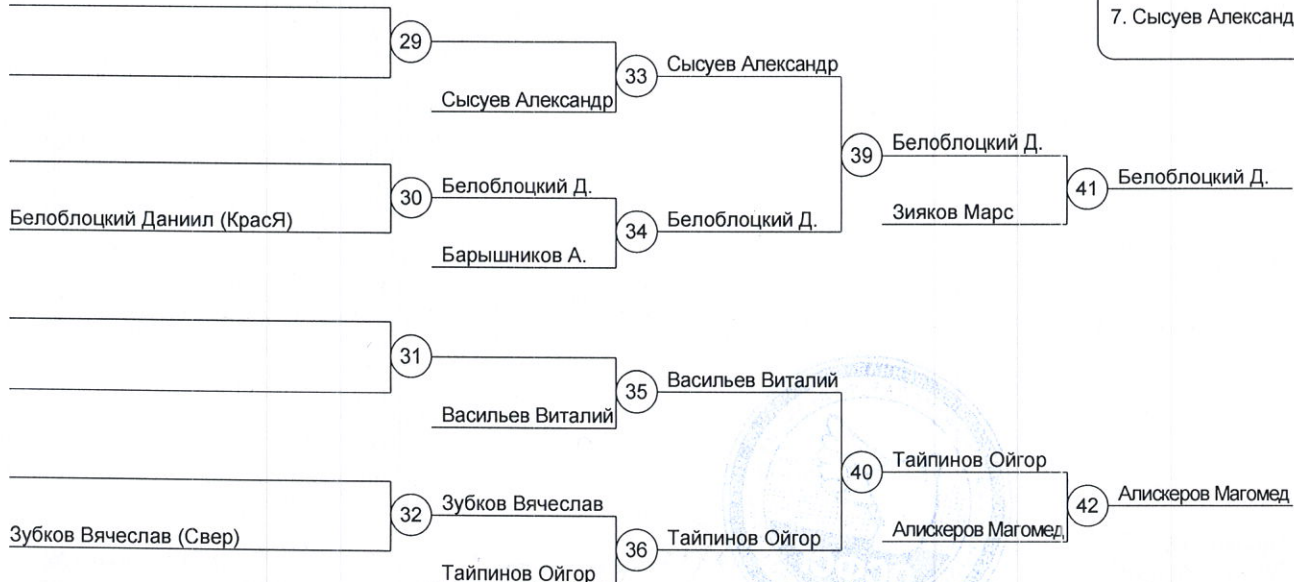 7. Сысуев Александ
29
33
Сысуев Александр
Сысуев Александр
39
Белоблоцкий Д.
41
Белоблоцкий Д.
30
Белоблоцкий Д.
Белоблоцкий Даниил (КрасЯ)
34
Белоблоцкий Д.
Зияков Марс
Барышников А.
31
35
Васильев Виталий
Васильев Виталий
40
Тайпинов Ойгор
42
Алискеров Магомед
32
Зубков Вячеслав
Зубков Вячеслав (Свер)
36
Тайпинов Ойгор
Алискеров Магомед
Тайпинов Ойгор